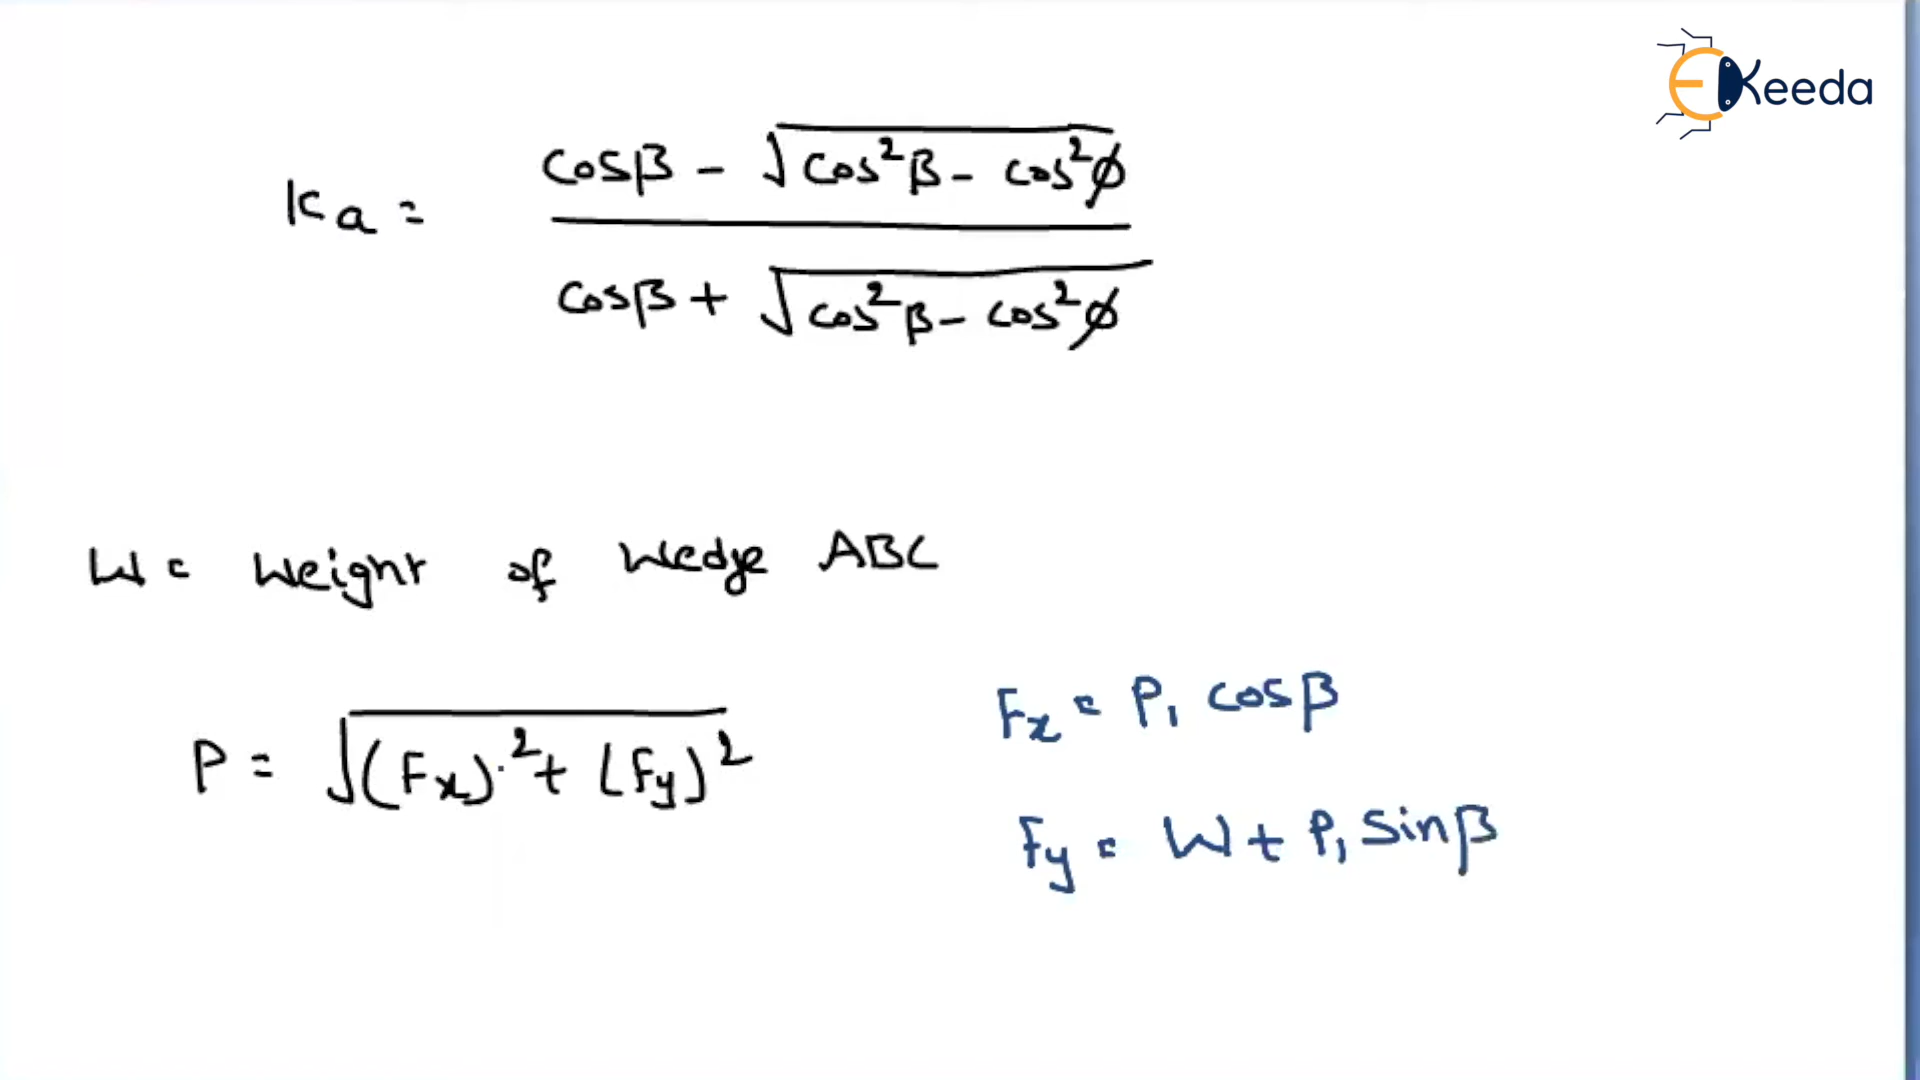 EKeeda
Ka = (cosβ - √(cos²β - cos²ϕ)) / (cosβ + √(cos²β - cos²ϕ))
W = Weight of Wedge ABC
Fx = P₁ cosβ
P = √((Fx)² + (Fy)²)
Fy = W + P₁ sinβ